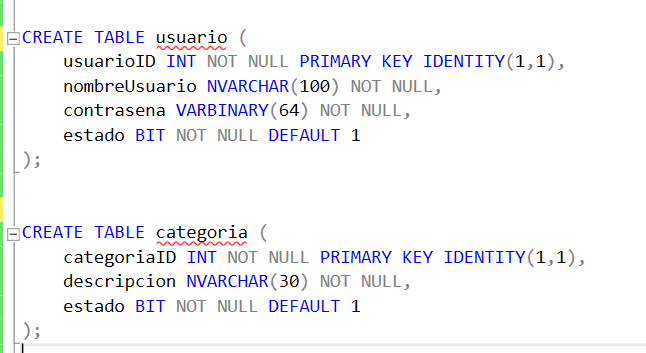 CREATE TABLE usuario (
    usuarioID INT NOT NULL PRIMARY KEY IDENTITY(1,1),
    nombreUsuario NVARCHAR(100) NOT NULL,
    contrasena VARBINARY(64) NOT NULL,
    estado BIT NOT NULL DEFAULT 1
);
CREATE TABLE categoria (
    categoriaID INT NOT NULL PRIMARY KEY IDENTITY(1,1),
    descripcion NVARCHAR(30) NOT NULL,
    estado BIT NOT NULL DEFAULT 1
);